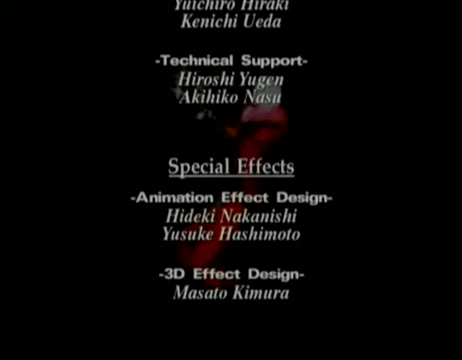 Yuichiro Hiraki
Kenichi Ueda
-Technical Support-
Hiroshi Yugen
Akihiko Nasu
Special Effects
-Animation Effect Design-
Hideki Nakanishi
Yusuke Hashimoto
-3D Effect Design-
Masato Kimura